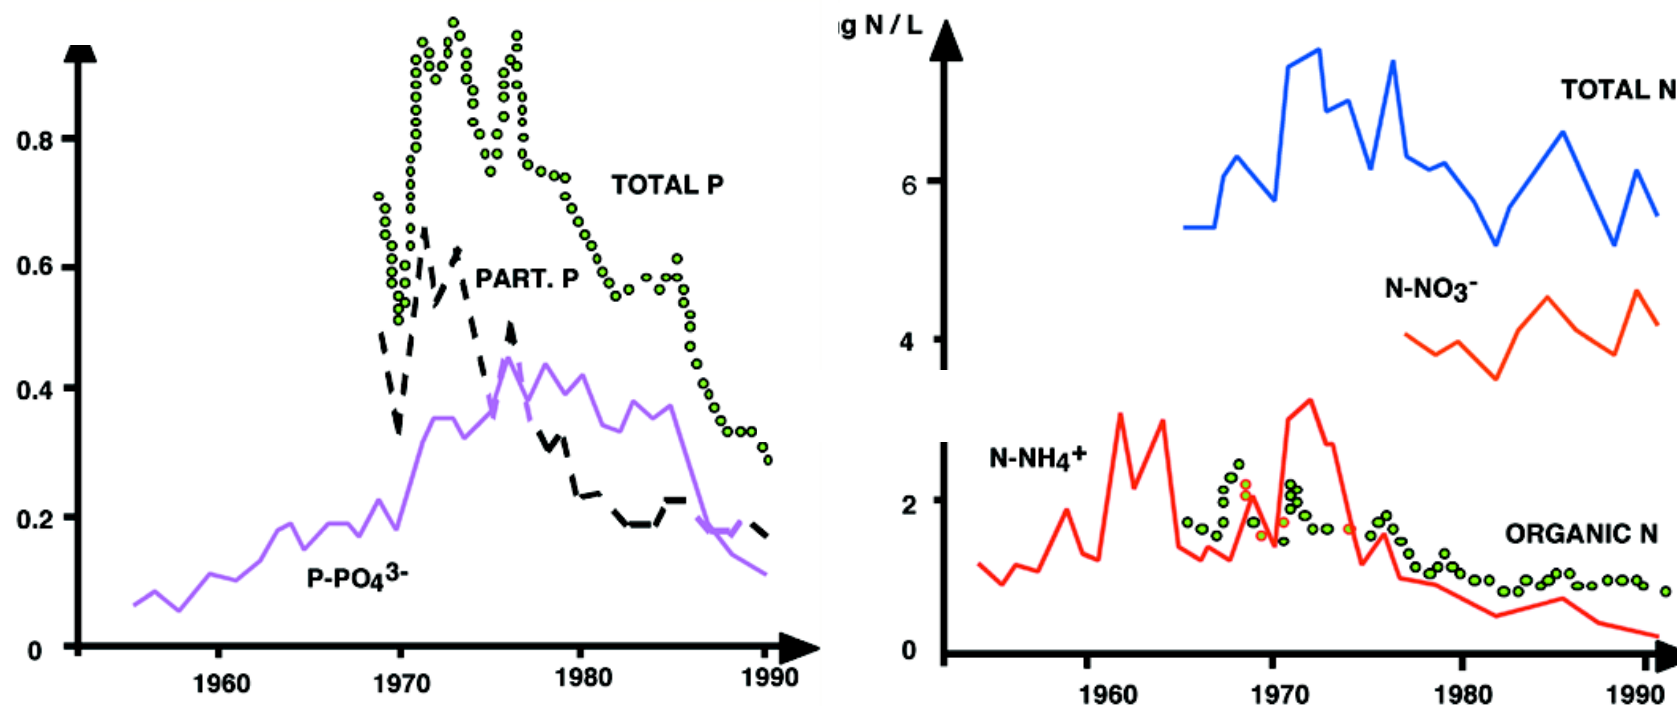 0.8
0.6
0.4
0.2
0
1960
1970
1980
1990
TOTAL P
PART. P
P-PO₄³⁻
g N / L
6
4
2
0
1960
1970
1980
1990
TOTAL N
N-NO₃⁻
N-NH₄⁺
ORGANIC N